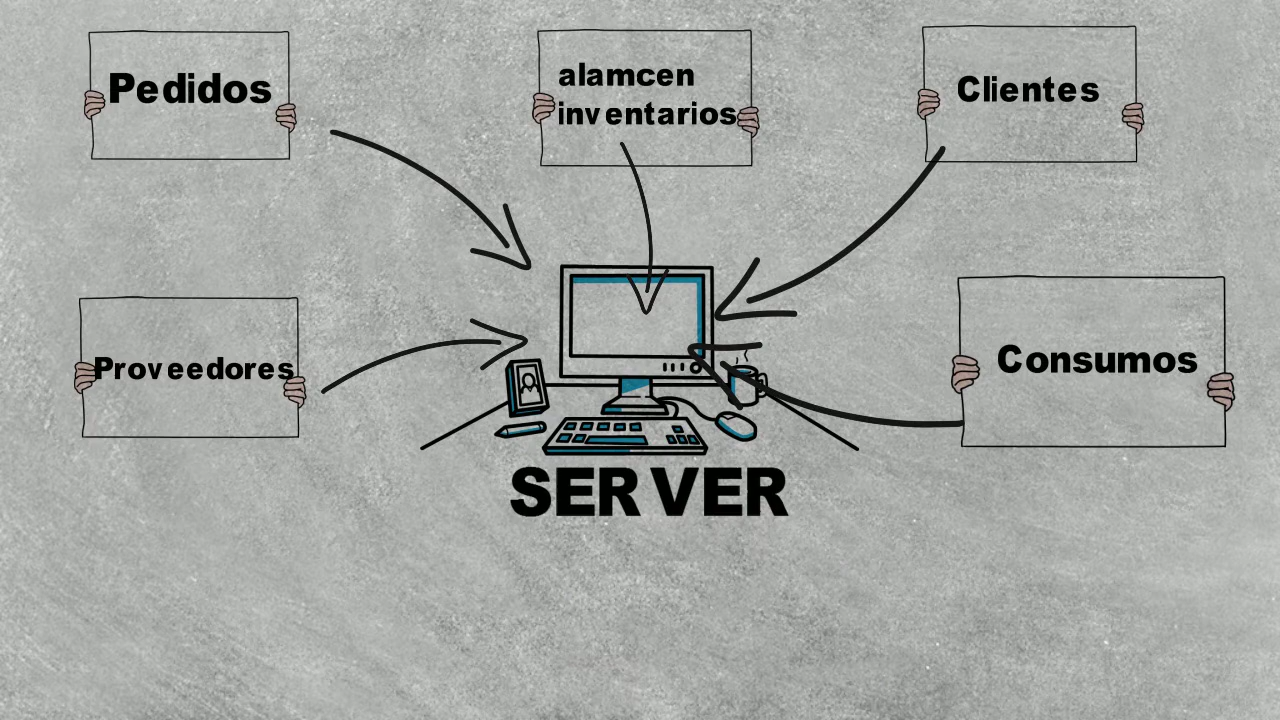 Pedidos
alamcen
inventarios
Clientes
Proveedores
Consumos
SERVER